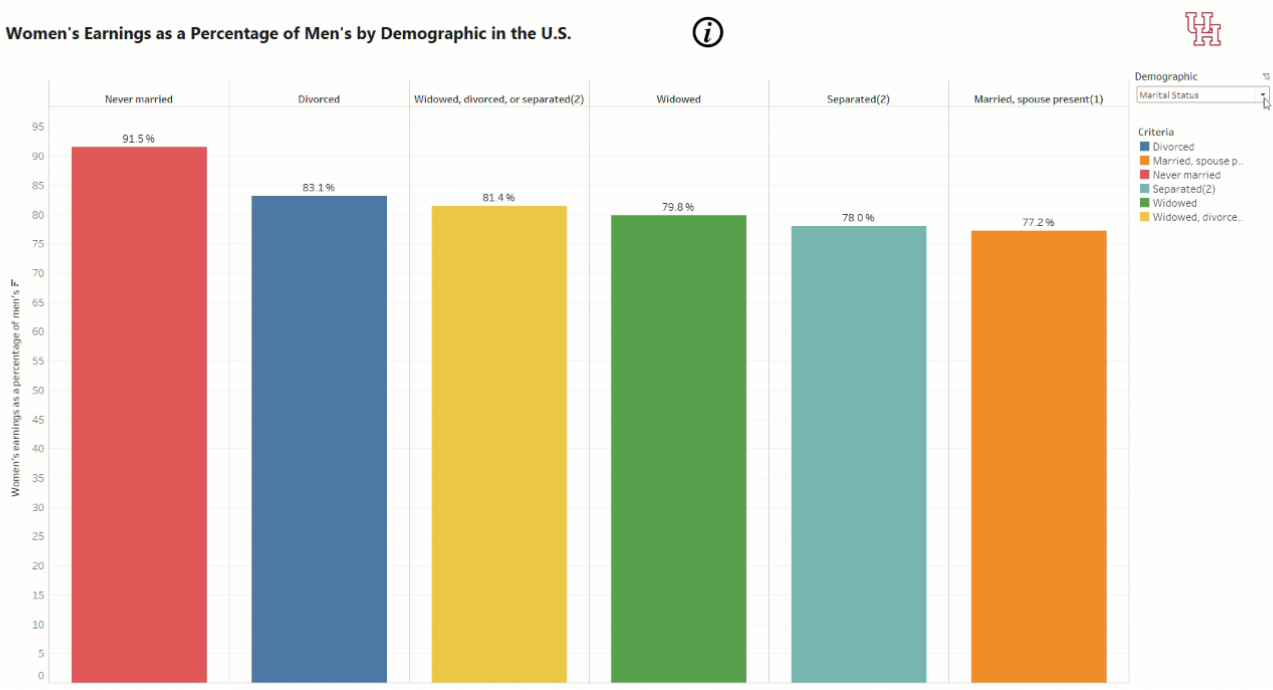 Women's Earnings as a Percentage of Men's by Demographic in the U.S.
i
UH
Demographic
Marital Status
Never married
Divorced
Widowed, divorced, or separated(2)
Widowed
Separated(2)
Married, spouse present(1)
Criteria
Divorced
Married, spouse p..
Never married
Separated(2)
Widowed
Widowed, divorce..
Women's earnings as a percentage of men's
95
90
85
80
75
70
65
60
55
50
45
40
35
30
25
20
15
10
5
0
91.5 %
83.1 %
81.4 %
79.8 %
78.0 %
77.2 %